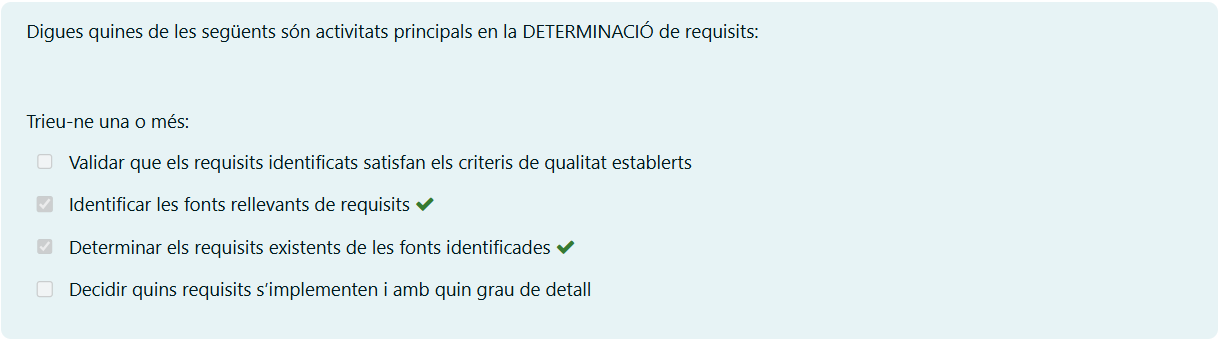 Digues quines de les següents són activitats principals en la DETERMINACIÓ de requisits:
Trieu-ne una o més:
Validar que els requisits identificats satisfan els criteris de qualitat establerts
Identificar les fonts rellevants de requisits
Determinar els requisits existents de les fonts identificades
Decidir quins requisits s’implementen i amb quin grau de detall